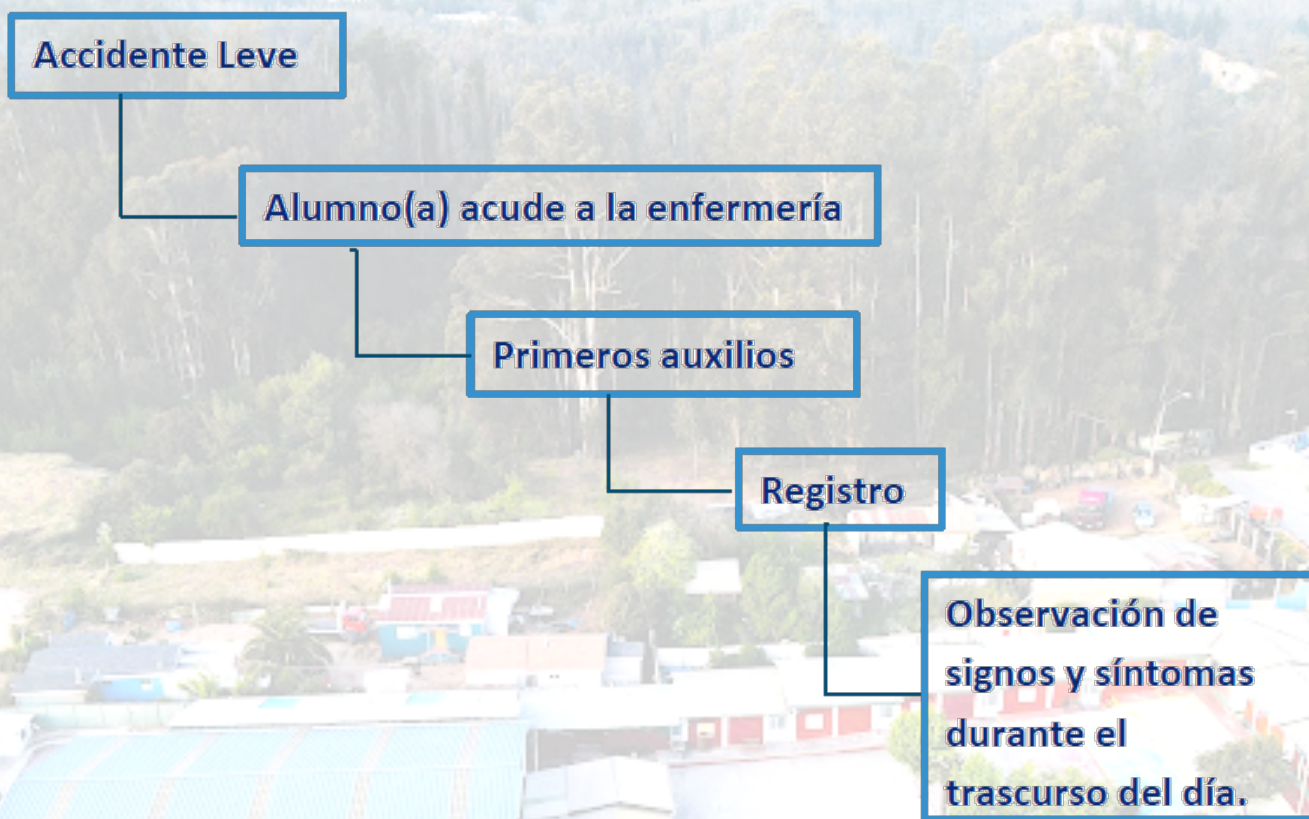 Accidente Leve
Alumno(a) acude a la enfermería
Primeros auxilios
Registro
Observación de
signos y síntomas
durante el
trascurso del día.